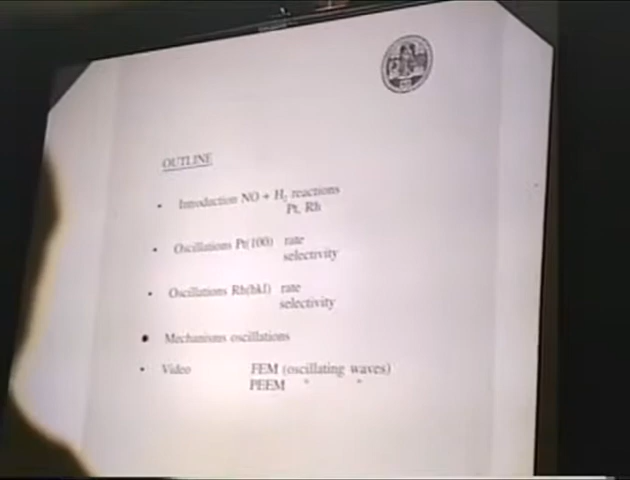 OUTLINE
• Introduction NO + H₂ reactions
Pt, Rh
• Oscillations Pt(100) rate
selectivity
• Oscillations Rh(hkl) rate
selectivity
• Mechanisms oscillations
• Video FEM (oscillating waves)
PEEM " "